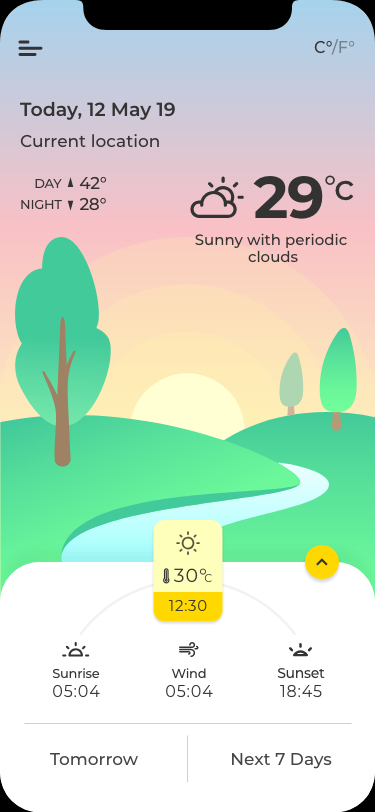 C°/F°
Today, 12 May 19
Current location
DAY 42°
NIGHT 28°
29°C
Sunny with periodic
clouds
30°C
12:30
Sunrise
05:04
Wind
05:04
Sunset
18:45
Tomorrow
Next 7 Days